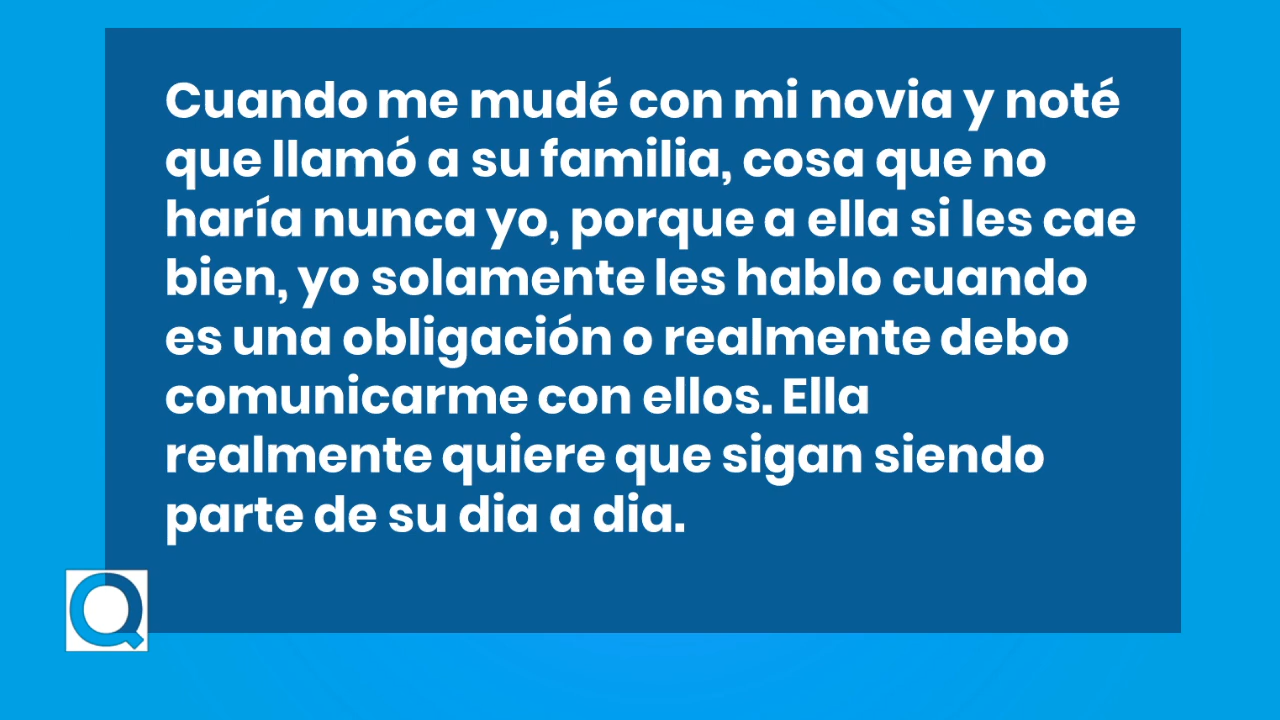 Cuando me mudé con mi novia y noté
que llamó a su familia, cosa que no
haría nunca yo, porque a ella si les cae
bien, yo solamente les hablo cuando
es una obligación o realmente debo
comunicarme con ellos. Ella
realmente quiere que sigan siendo
parte de su dia a dia.
Q